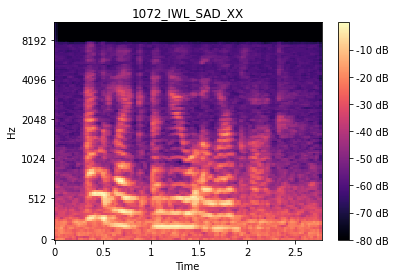 1072_IWL_SAD_XX
8192
4096
2048
1024
512
0
Hz
0
0.5
1
1.5
2
2.5
Time
-10 dB
-20 dB
-30 dB
-40 dB
-50 dB
-60 dB
-70 dB
-80 dB